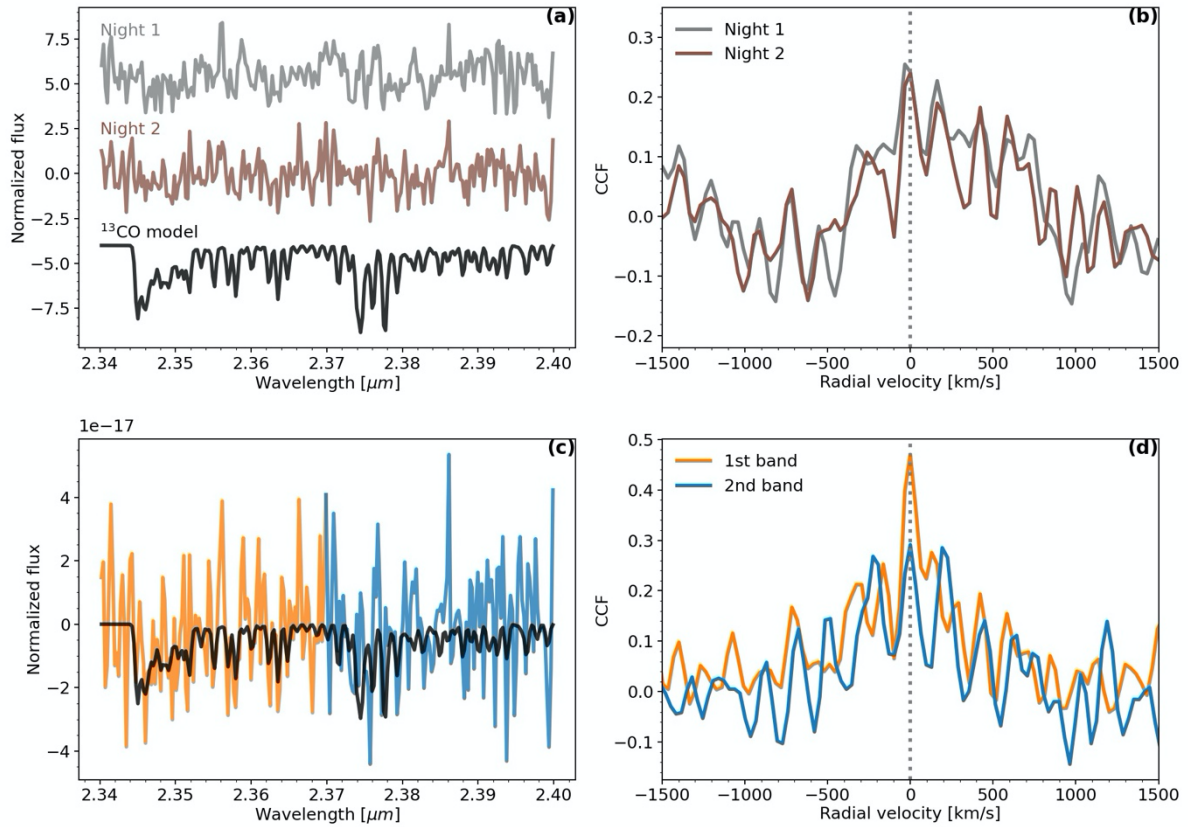 (a)
Night 1
Night 2
¹³CO model
Normalized flux
7.5
5.0
2.5
0.0
−2.5
−5.0
−7.5
2.34 2.35 2.36 2.37 2.38 2.39 2.40
Wavelength [μm]
(b)
Night 1
Night 2
CCF
0.3
0.2
0.1
0.0
−0.1
−0.2
−1500 −1000 −500 0 500 1000 1500
Radial velocity [km/s]
1e−17
(c)
Normalized flux
4
2
0
−2
−4
2.34 2.35 2.36 2.37 2.38 2.39 2.40
Wavelength [μm]
(d)
1st band
2nd band
CCF
0.5
0.4
0.3
0.2
0.1
0.0
−0.1
−1500 −1000 −500 0 500 1000 1500
Radial velocity [km/s]